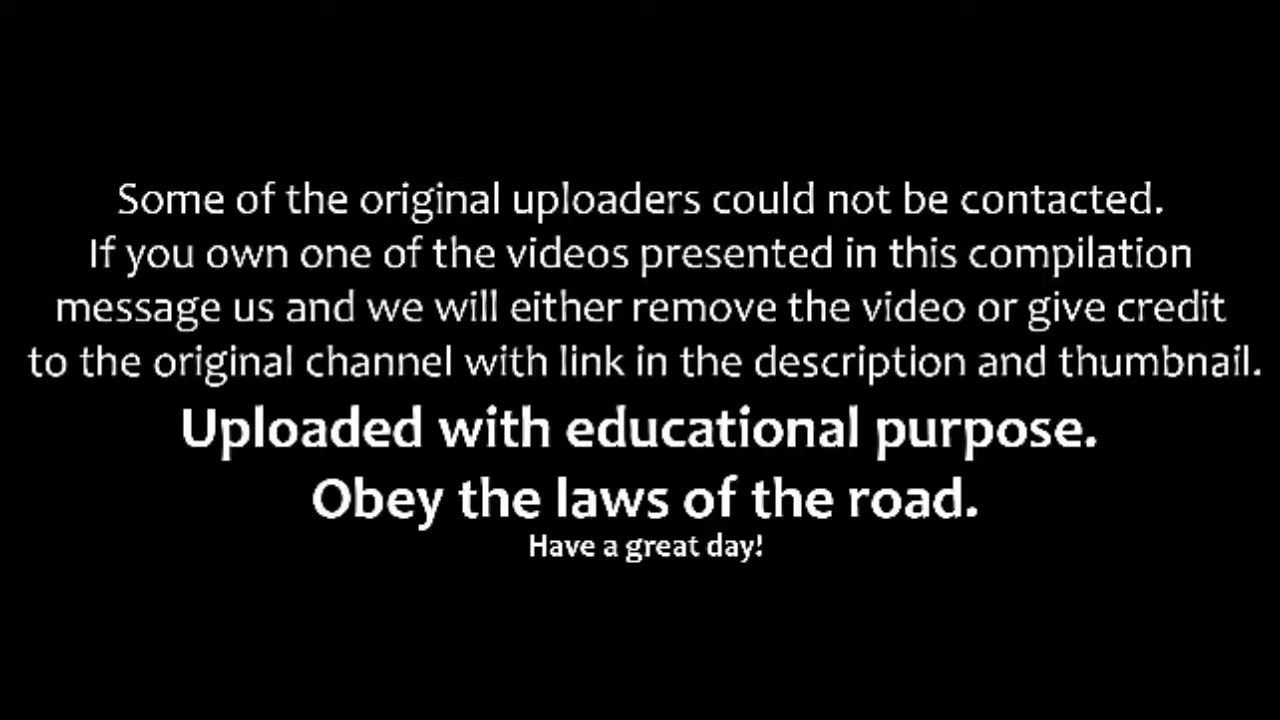 Some of the original uploaders could not be contacted.
If you own one of the videos presented in this compilation
message us and we will either remove the video or give credit
to the original channel with link in the description and thumbnail.
Uploaded with educational purpose.
Obey the laws of the road.
Have a great day!